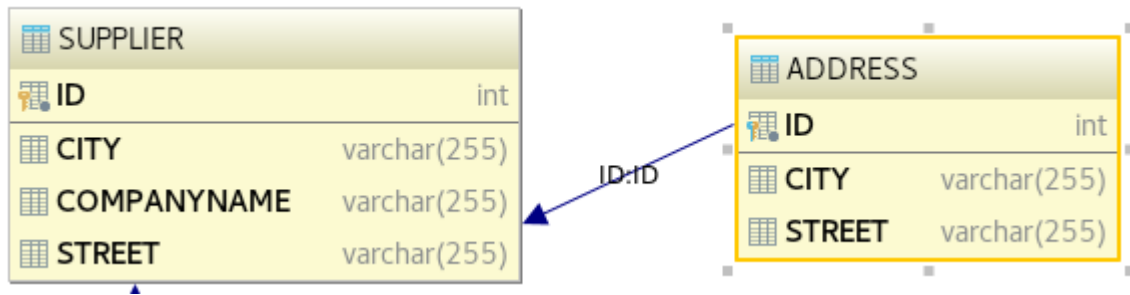 SUPPLIER
ID int
CITY varchar(255)
COMPANYNAME varchar(255)
STREET varchar(255)
ID:ID
ADDRESS
ID int
CITY varchar(255)
STREET varchar(255)